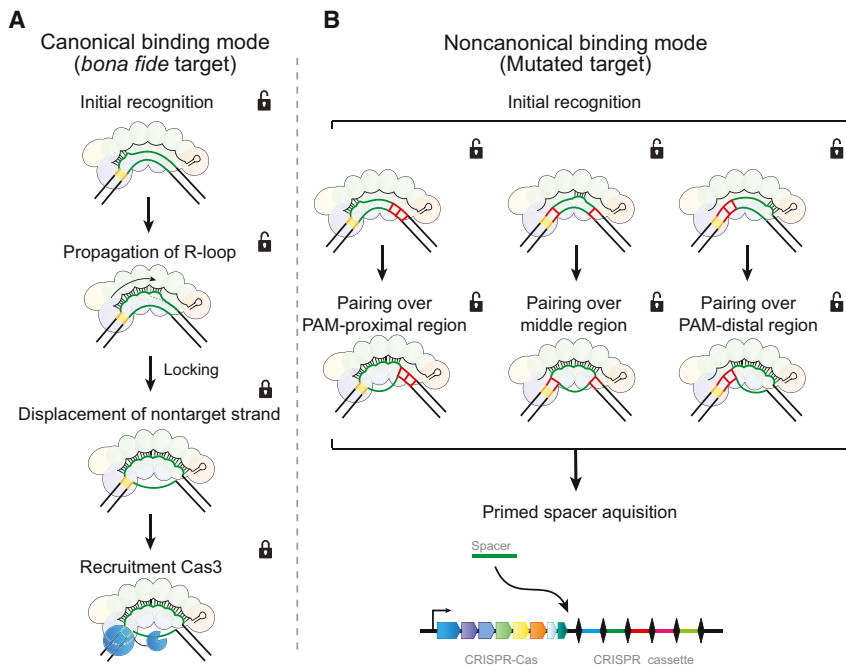 A
Canonical binding mode
(bona fide target)
Initial recognition
Propagation of R-loop
Locking
Displacement of nontarget strand
Recruitment Cas3
B
Noncanonical binding mode
(Mutated target)
Initial recognition
Pairing over
PAM-proximal region
Pairing over
middle region
Pairing over
PAM-distal region
Primed spacer aquisition
Spacer
CRISPR-Cas
CRISPR cassette